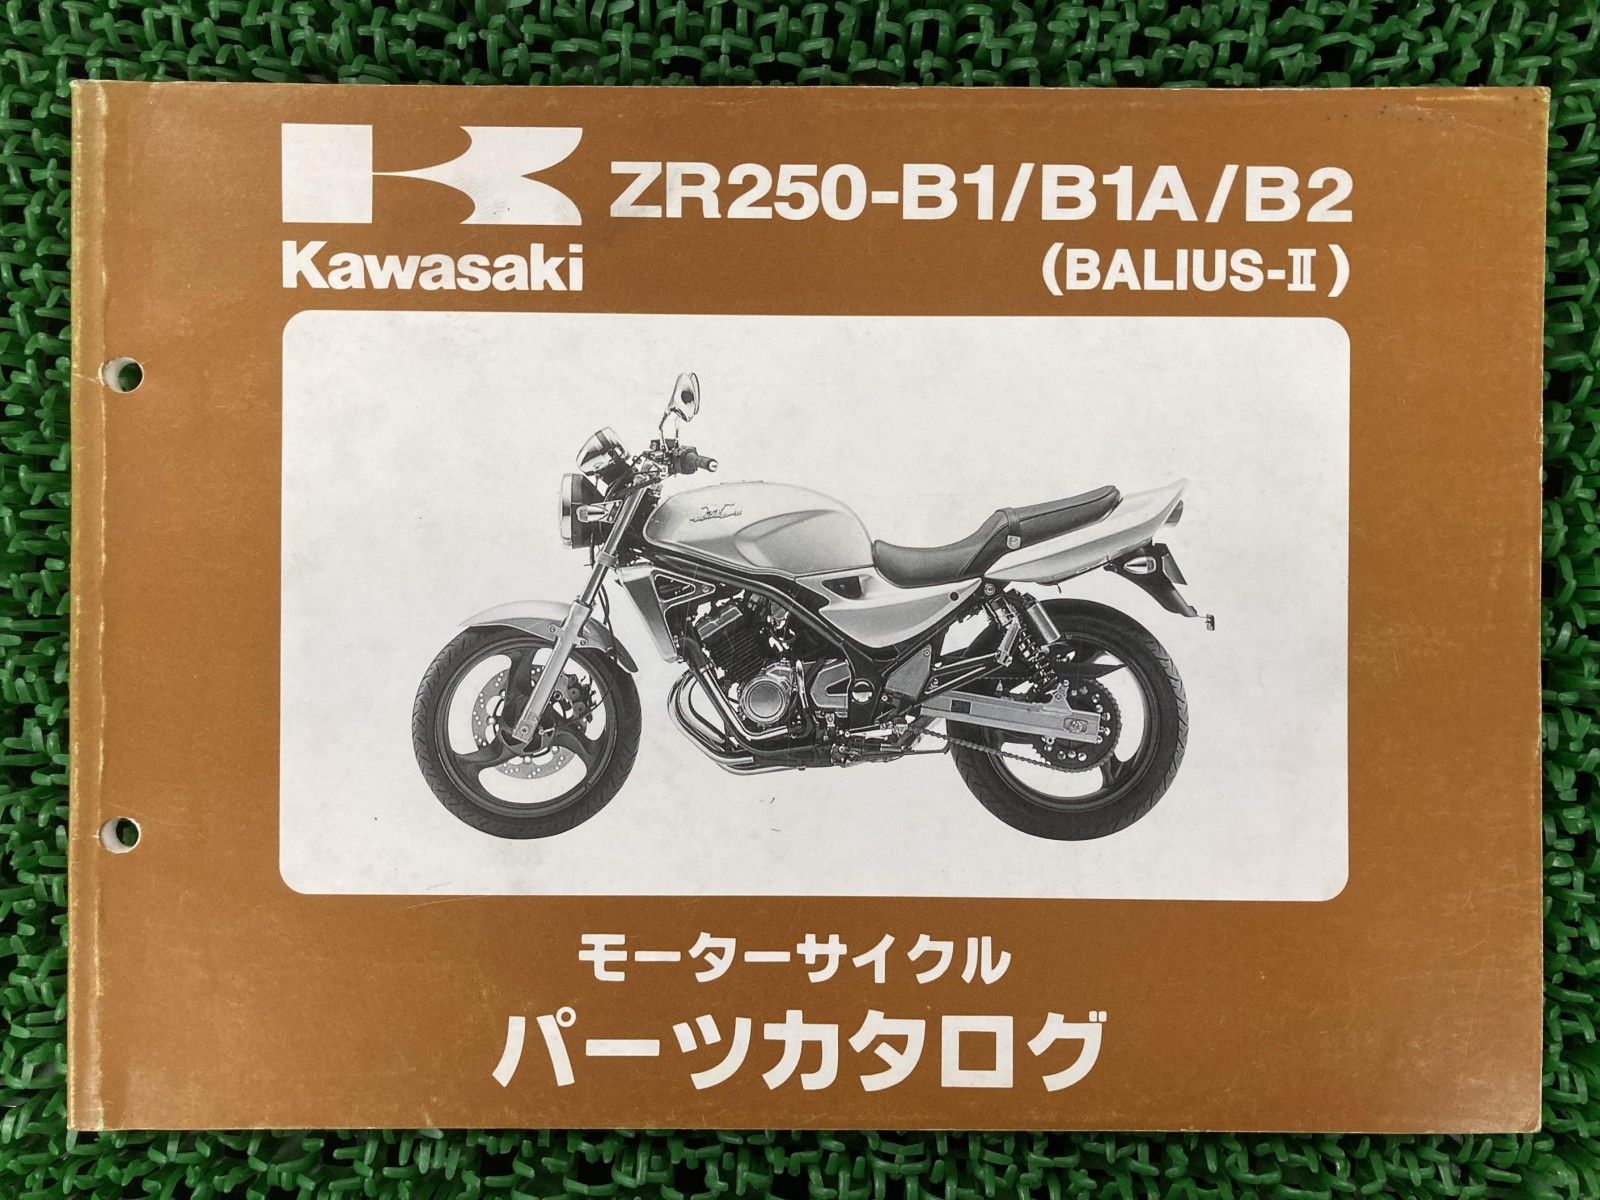 ZR250-B1/B1A/B2
Kawasaki
(BALIUS-II)
モーターサイクル
パーツカタログ